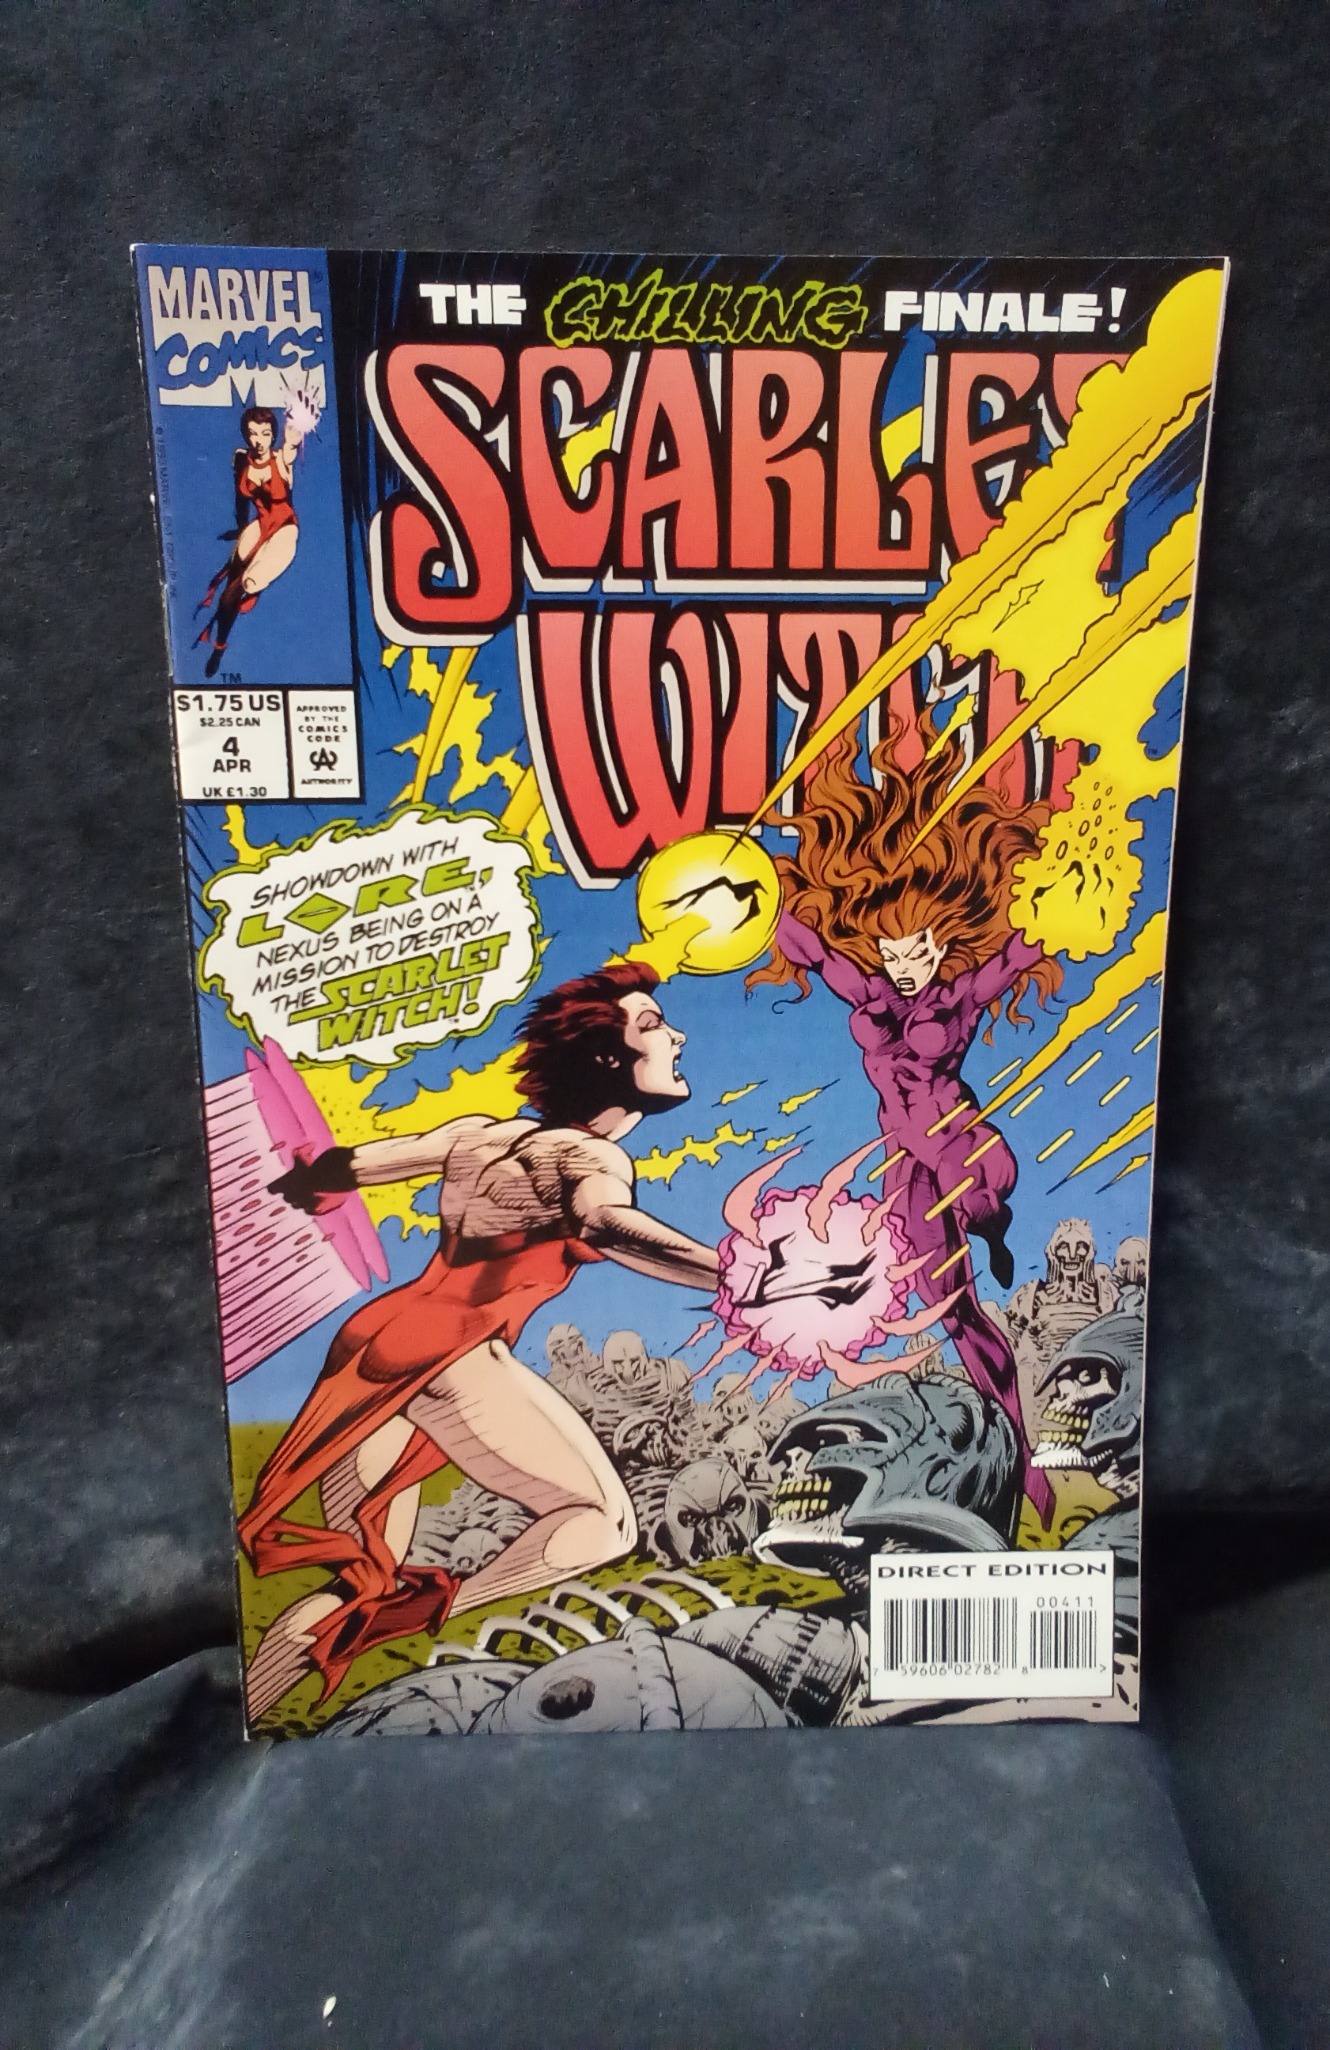 MARVEL
COMICS
THE CHILLING FINALE!
SCARLET
WITCH
TM
$1.75 US
$2.25 CAN
4
APR
UK £1.30
APPROVED
BY THE
COMICS
CODE
CA
AUTHORITY
SHOWDOWN WITH
LORE,
NEXUS BEING ON A
MISSION TO DESTROY
THE SCARLET
WITCH!
DIRECT EDITION
00411
7 59606 02782 8 >